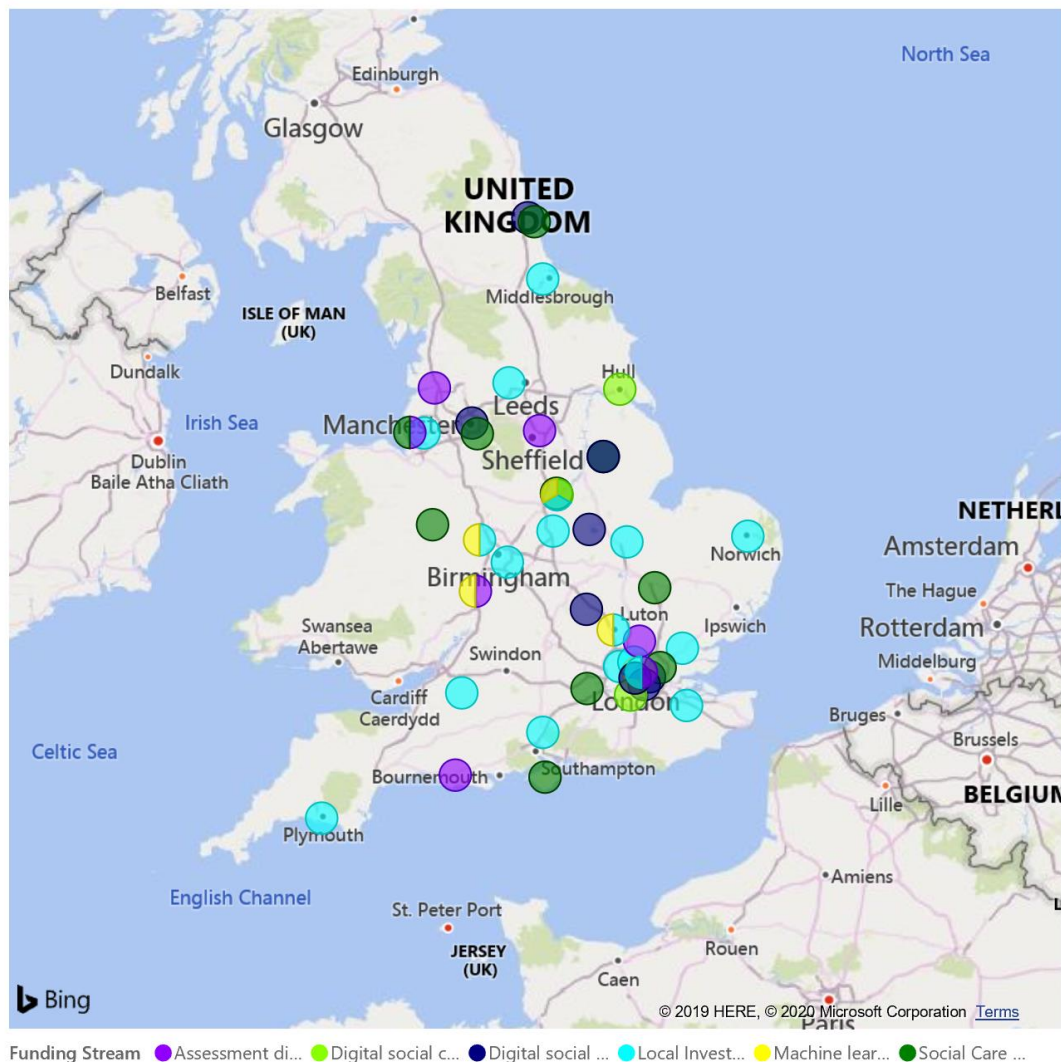 North Sea
Edinburgh
Glasgow
UNITED
KINGDOM
Belfast
Middlesbrough
ISLE OF MAN
(UK)
Dundalk
Hull
Leeds
Irish Sea
Manchester
Dublin
Baile Atha Cliath
Sheffield
NETHERL
Norwich
Amsterdam
Birmingham
The Hague
Luton
Ipswich
Rotterdam
Swansea
Abertawe
Swindon
Middelburg
Cardiff
Caerdydd
London
Bruges
Celtic Sea
Brussels
Bournemouth
Southampton
Lille
BELGIUM
Plymouth
Amiens
English Channel
St. Peter Port
JERSEY
(UK)
Rouen
Caen
Bing
© 2019 HERE, © 2020 Microsoft Corporation Terms
Paris
Funding Stream Assessment di... Digital social c... Digital social ... Local Invest... Machine lear... Social Care ...